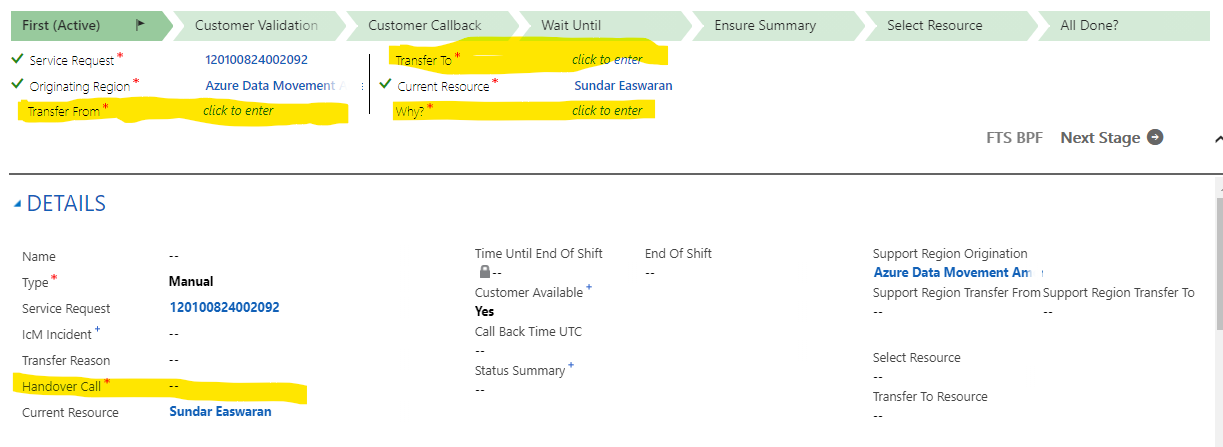 First (Active)
Customer Validation
Customer Callback
Wait Until
Ensure Summary
Select Resource
All Done?
Service Request *
120100824002092
Transfer To *
click to enter
Originating Region *
Azure Data Movement
Current Resource *
Sundar Easwaran
Transfer From *
click to enter
Why? *
click to enter
FTS BPF
Next Stage
DETAILS
Name
--
Type *
Manual
Service Request
120100824002092
IcM Incident +
--
Transfer Reason
--
Handover Call *
--
Current Resource
Sundar Easwaran
Time Until End Of Shift
--
End Of Shift
--
Customer Available +
Yes
Call Back Time UTC
--
Status Summary +
--
Support Region Origination
Azure Data Movement
Support Region Transfer From
--
Support Region Transfer To
--
Select Resource
--
Transfer To Resource
--